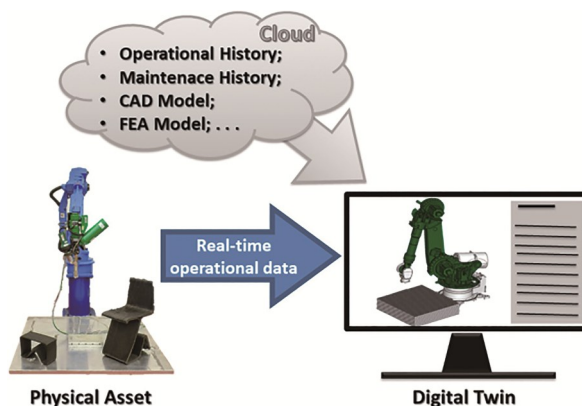 Cloud
• Operational History;
• Maintenace History;
• CAD Model;
• FEA Model; . . .
Real-time
operational data
Physical Asset
Digital Twin